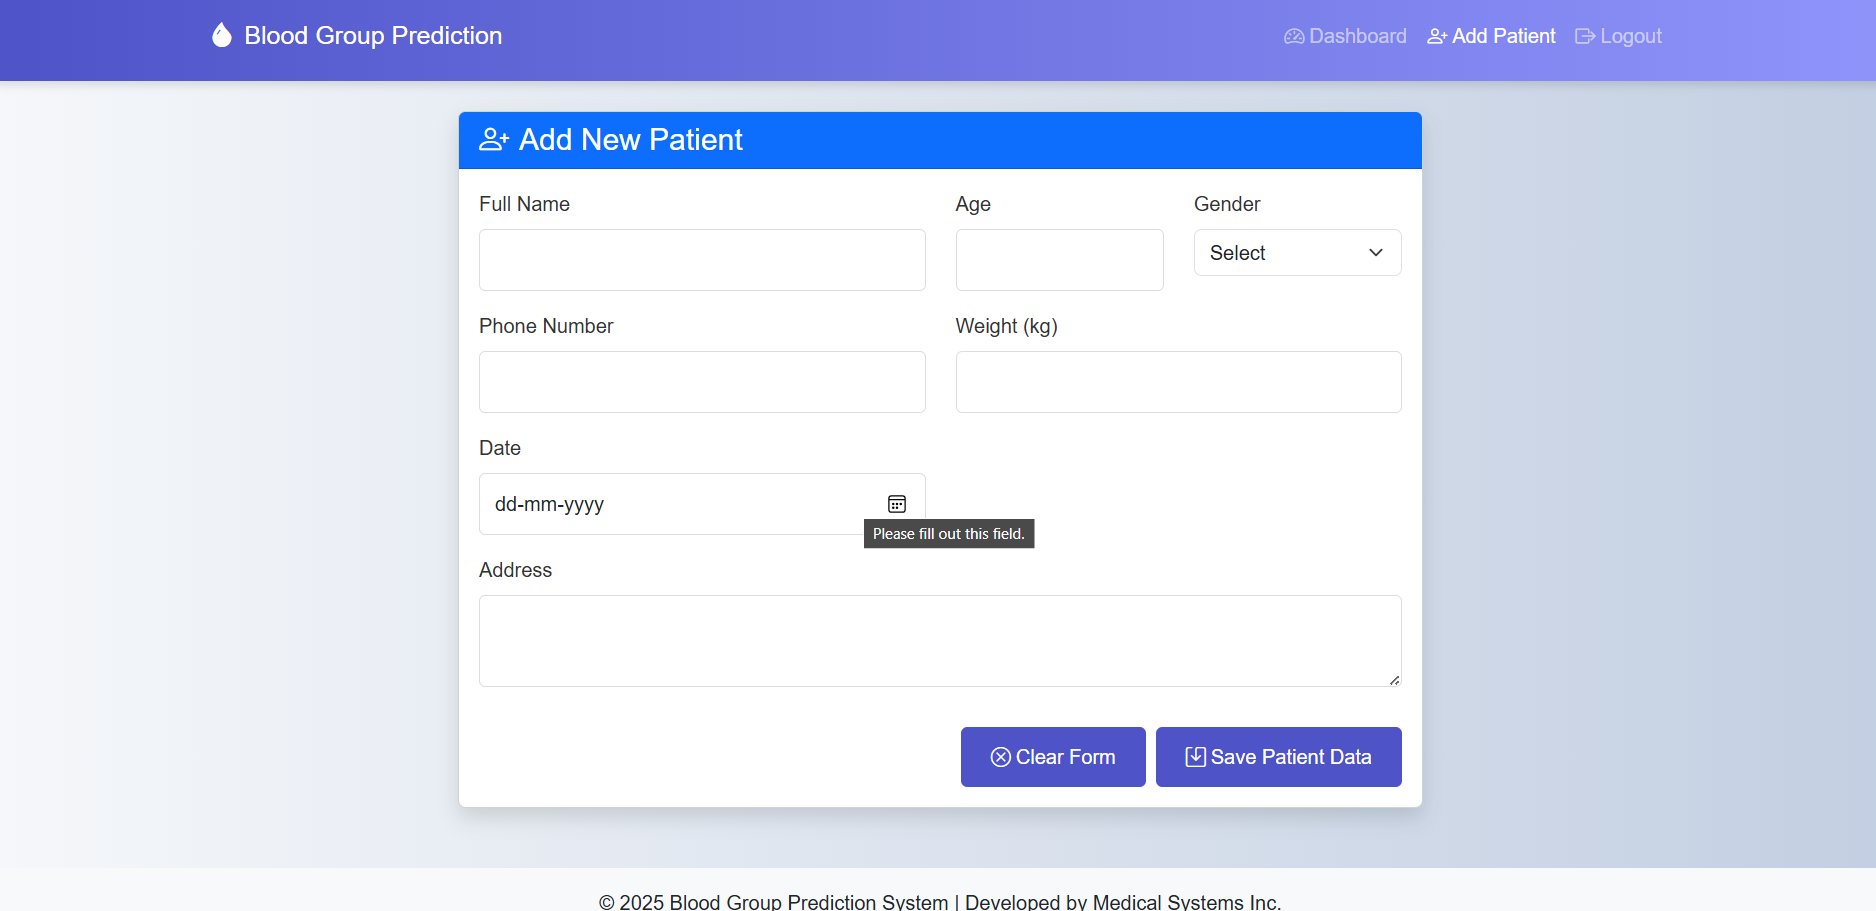 Blood Group Prediction
Dashboard Add Patient Logout
Add New Patient
Full Name Age Gender
Select
Phone Number Weight (kg)
Date
dd-mm-yyyy
Please fill out this field.
Address
Clear Form Save Patient Data
© 2025 Blood Group Prediction System | Developed by Medical Systems Inc.